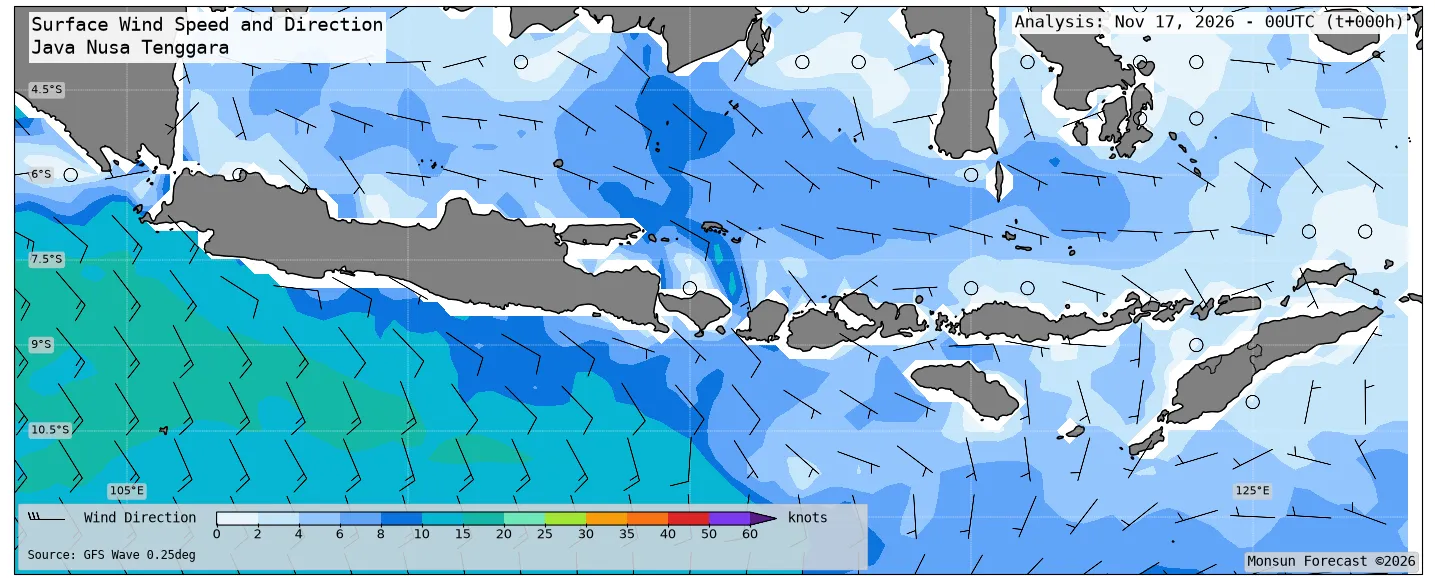 Surface Wind Speed and Direction
Java Nusa Tenggara
Analysis: Nov 17, 2026 - 00UTC (t+000h)
4.5°S
6°S
7.5°S
9°S
10.5°S
105°E
125°E
Wind Direction
0 2 4 6 8 10 15 20 25 30 35 40 50 60
knots
Source: GFS Wave 0.25deg
Monsun Forecast ©2026